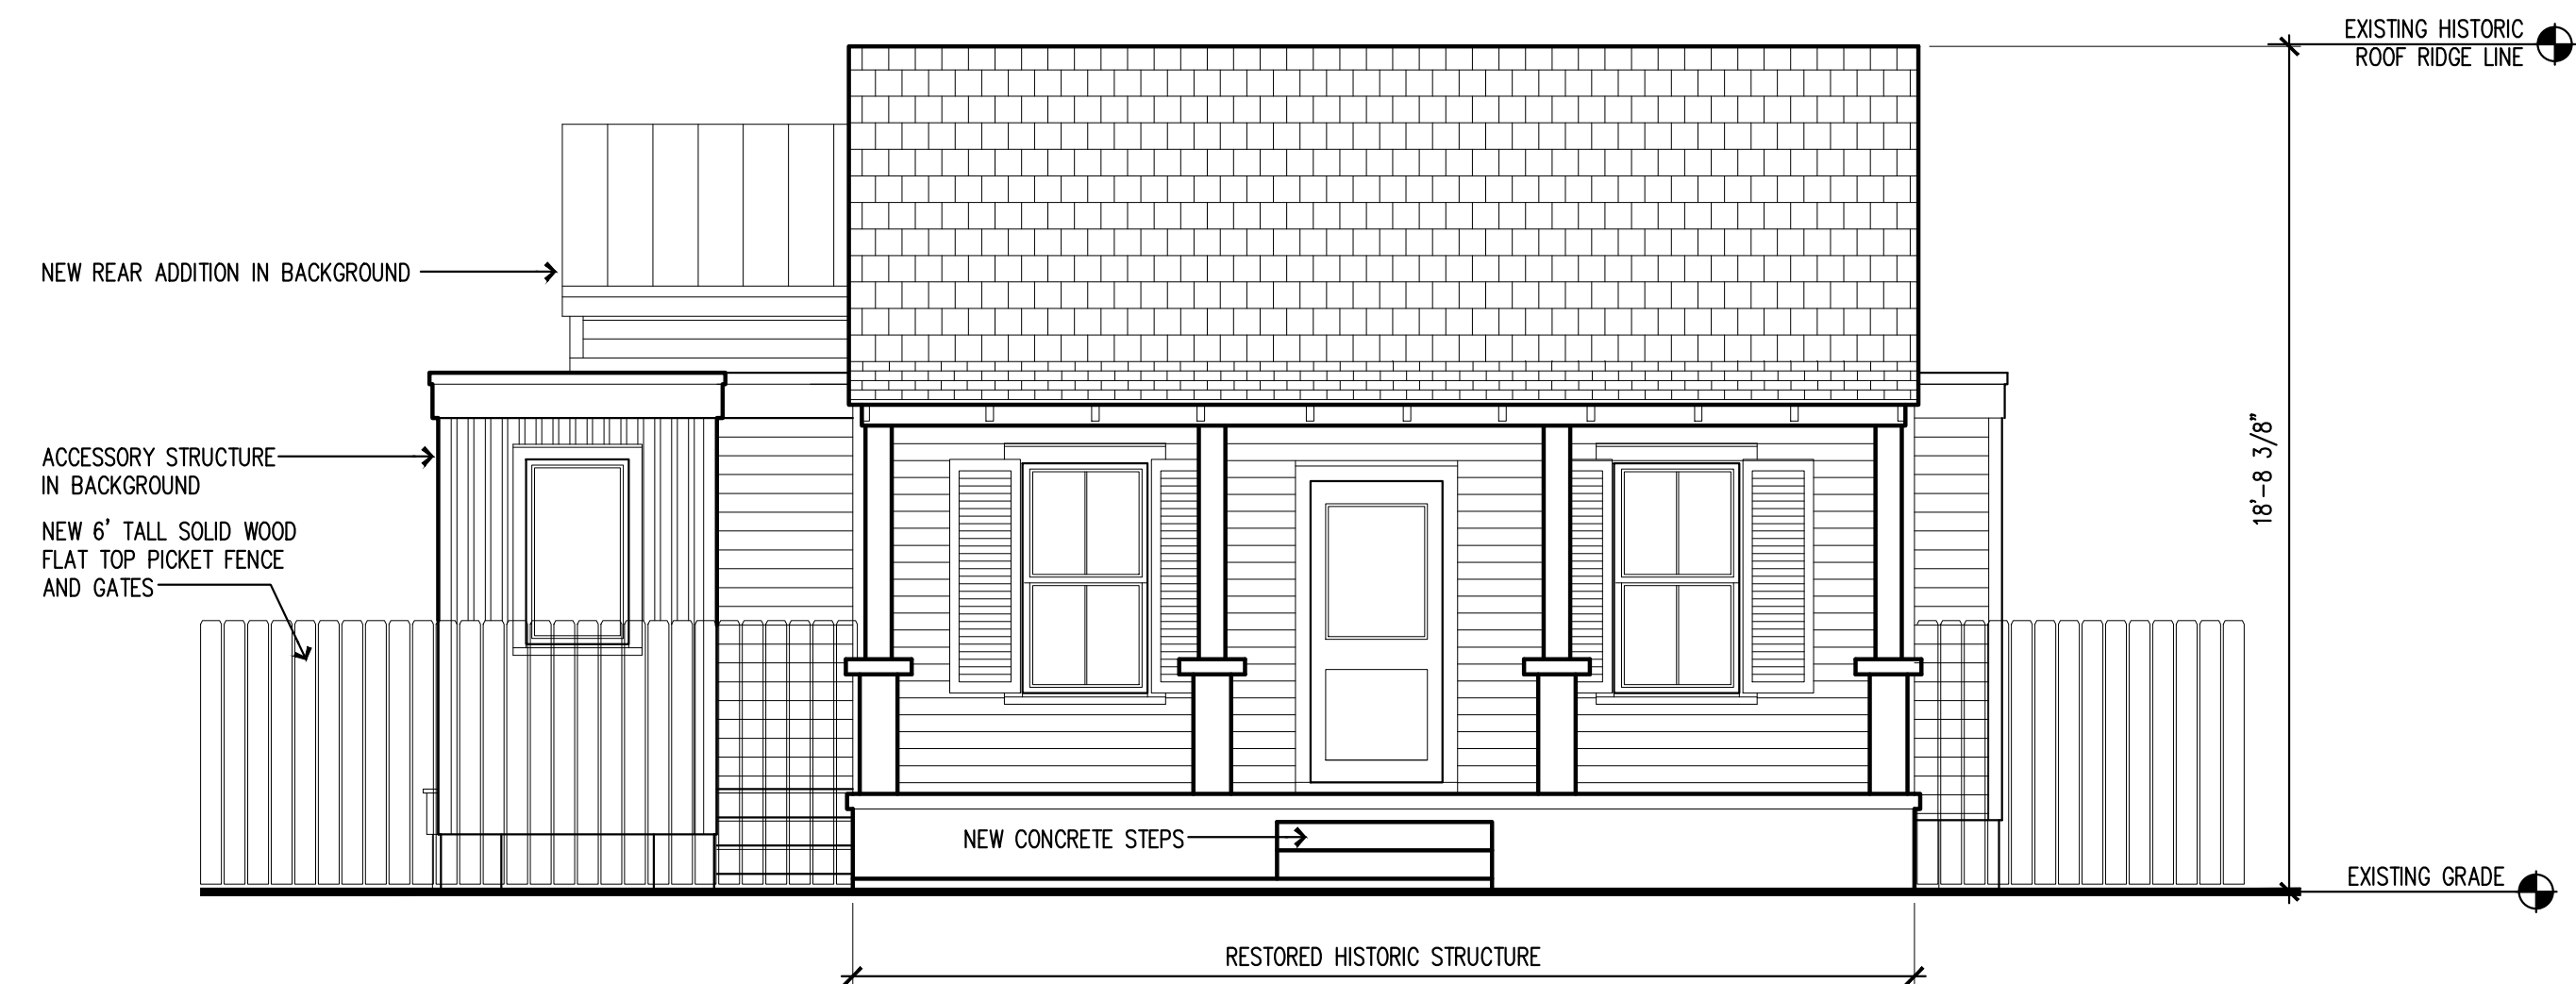 EXISTING HISTORIC
ROOF RIDGE LINE
NEW REAR ADDITION IN BACKGROUND
ACCESSORY STRUCTURE
IN BACKGROUND
NEW 6' TALL SOLID WOOD
FLAT TOP PICKET FENCE
AND GATES
18'-8 3/8"
NEW CONCRETE STEPS
EXISTING GRADE
RESTORED HISTORIC STRUCTURE